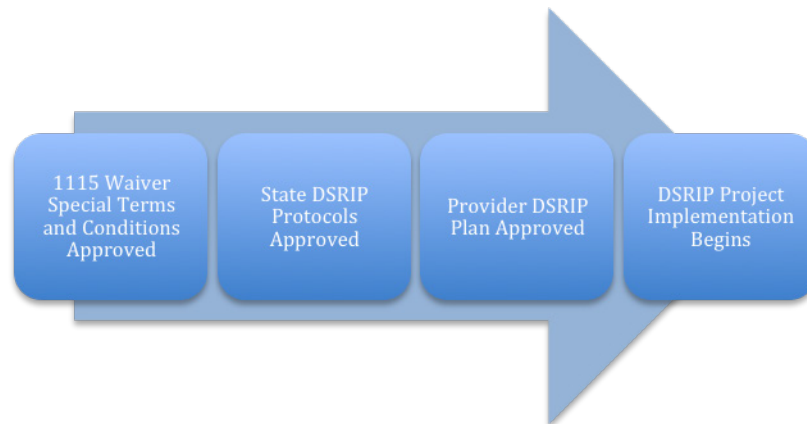 1115 Waiver
Special Terms
and Conditions
Approved
State DSRIP
Protocols
Approved
Provider DSRIP
Plan Approved
DSRIP Project
Implementation
Begins